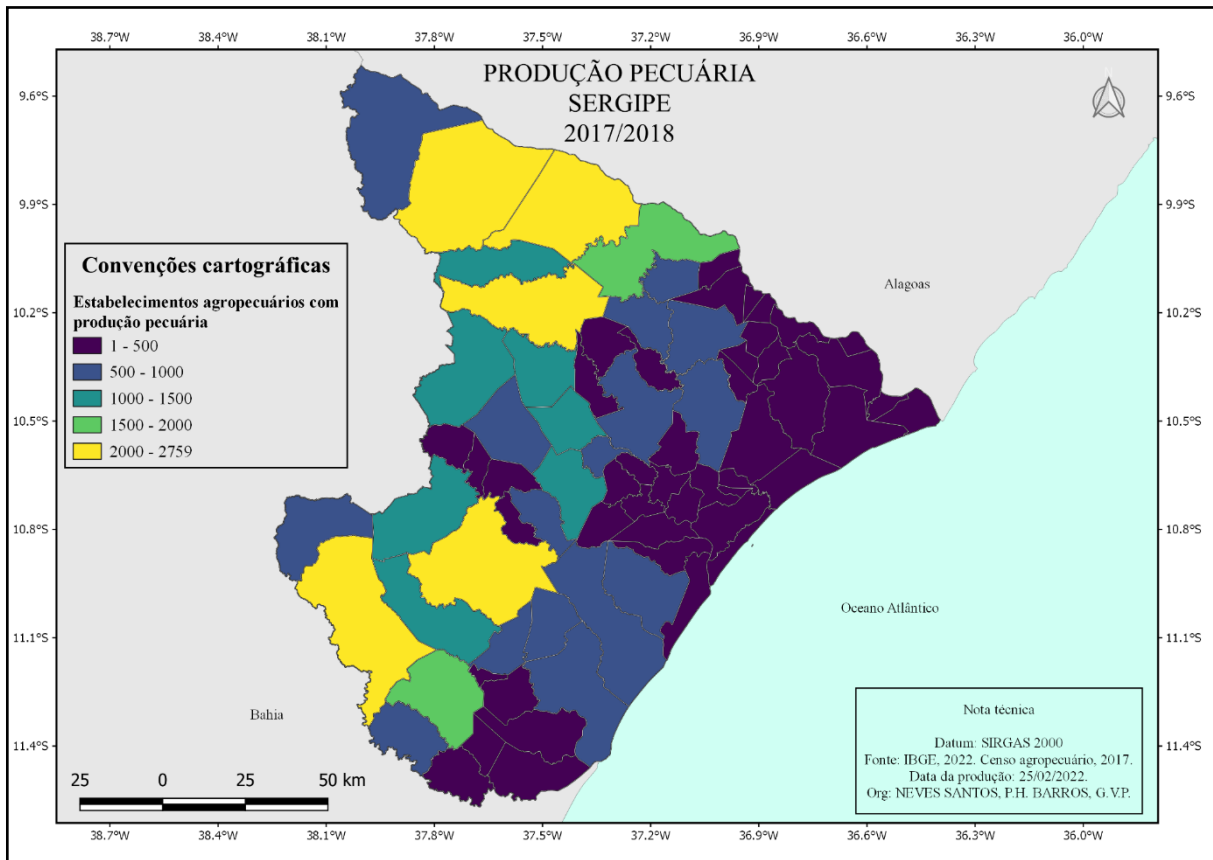 38.7°W 38.4°W 38.1°W 37.8°W 37.5°W 37.2°W 36.9°W 36.6°W 36.3°W 36.0°W
PRODUÇÃO PECUÁRIA
SERGIPE
2017/2018
9.6°S 9.6°S
9.9°S 9.9°S
Convenções cartográficas
Estabelecimentos agropecuários com
produção pecuária
1 - 500
500 - 1000
1000 - 1500
1500 - 2000
2000 - 2759
Alagoas
10.2°S 10.2°S
10.5°S 10.5°S
10.8°S 10.8°S
Oceano Atlântico
11.1°S 11.1°S
Bahia
11.4°S 11.4°S
Nota técnica
Datum: SIRGAS 2000
Fonte: IBGE, 2022. Censo agropecuário, 2017.
Data da produção: 25/02/2022.
Org: NEVES SANTOS, P.H. BARROS, G.V.P.
25 0 25 50 km
38.7°W 38.4°W 38.1°W 37.8°W 37.5°W 37.2°W 36.9°W 36.6°W 36.3°W 36.0°W